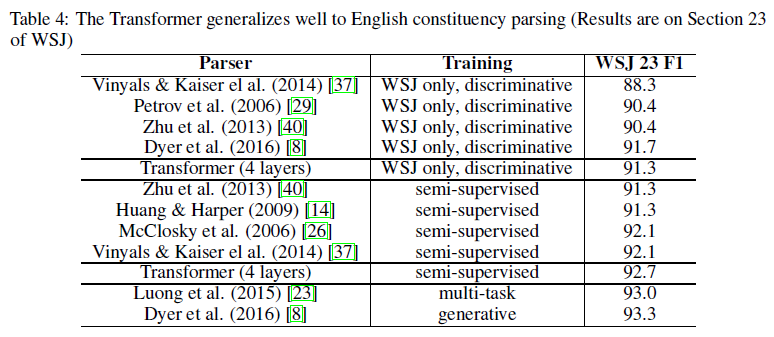 Table 4: The Transformer generalizes well to English constituency parsing (Results are on Section 23
of WSJ)
Parser Training WSJ 23 F1
Vinyals & Kaiser el al. (2014) [37] WSJ only, discriminative 88.3
Petrov et al. (2006) [29] WSJ only, discriminative 90.4
Zhu et al. (2013) [40] WSJ only, discriminative 90.4
Dyer et al. (2016) [8] WSJ only, discriminative 91.7
Transformer (4 layers) WSJ only, discriminative 91.3
Zhu et al. (2013) [40] semi-supervised 91.3
Huang & Harper (2009) [14] semi-supervised 91.3
McClosky et al. (2006) [26] semi-supervised 92.1
Vinyals & Kaiser el al. (2014) [37] semi-supervised 92.1
Transformer (4 layers) semi-supervised 92.7
Luong et al. (2015) [23] multi-task 93.0
Dyer et al. (2016) [8] generative 93.3